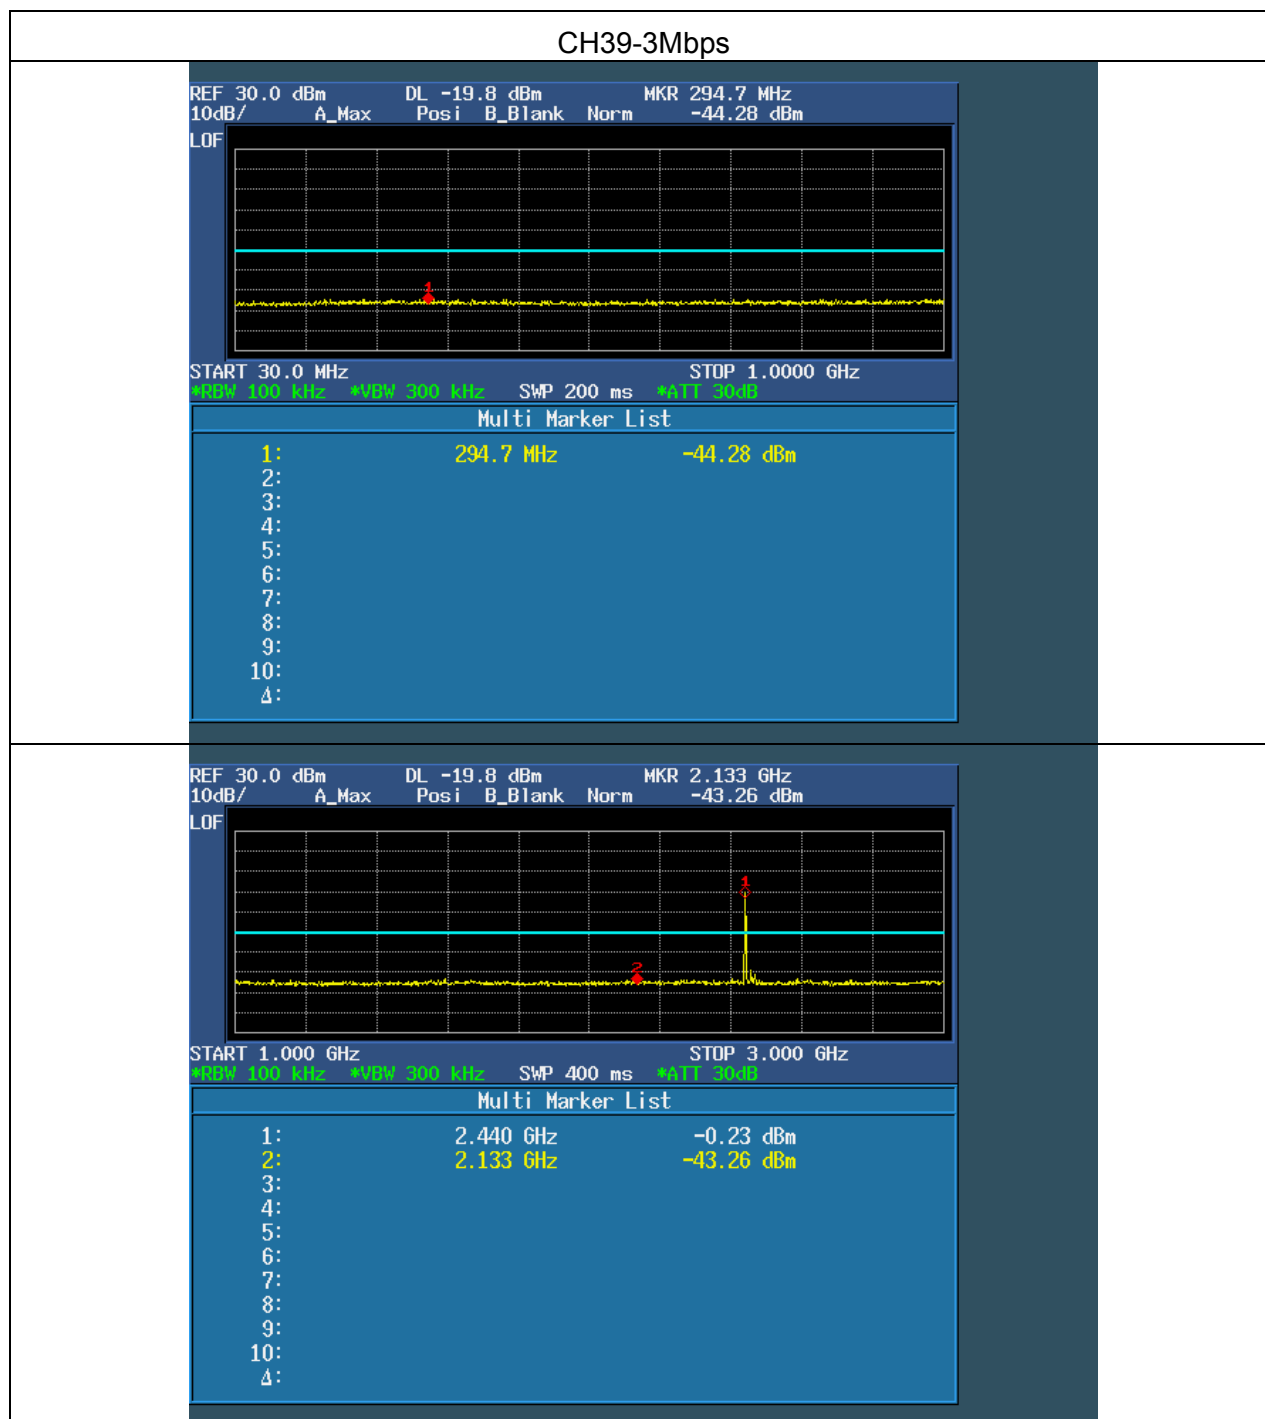 CH39-3Mbps
REF 30.0 dBm DL -19.8 dBm MKR 294.7 MHz
10dB/ A_Max Posi B_Blank Norm -44.28 dBm
LOF
1
START 30.0 MHz STOP 1.0000 GHz
*RBW 100 kHz *VBW 300 kHz SWP 200 ms *ATT 30dB
Multi Marker List
1: 294.7 MHz -44.28 dBm
2:
3:
4:
5:
6:
7:
8:
9:
10:
Δ:
REF 30.0 dBm DL -19.8 dBm MKR 2.133 GHz
10dB/ A_Max Posi B_Blank Norm -43.26 dBm
LOF
1
2
START 1.000 GHz STOP 3.000 GHz
*RBW 100 kHz *VBW 300 kHz SWP 400 ms *ATT 30dB
Multi Marker List
1: 2.440 GHz -0.23 dBm
2: 2.133 GHz -43.26 dBm
3:
4:
5:
6:
7:
8:
9:
10:
Δ: